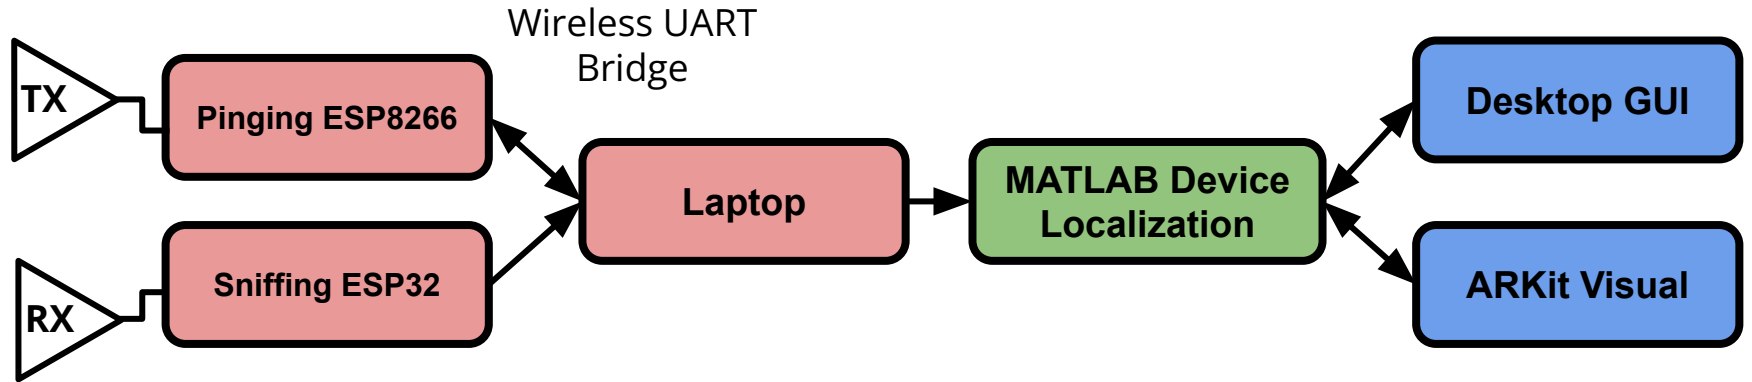 Wireless UART
Bridge
TX
Pinging ESP8266
Desktop GUI
Laptop
MATLAB Device
Localization
RX
Sniffing ESP32
ARKit Visual